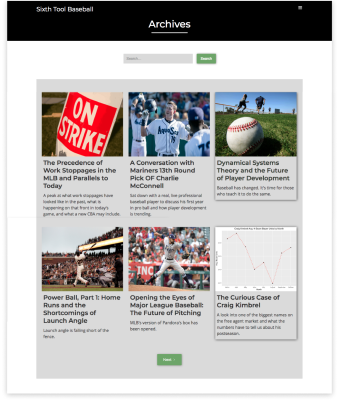 Sixth Tool Baseball
Archives
Search...
Search
ON
STRIKE
The Precedence of
Work Stoppages in the
MLB and Parallels to
Today
A peek at what work stoppages have
looked like in the past, what is
happening on that front in today's
game, and what a new CBA may include.
A Conversation with
Mariners 13th Round
Pick OF Charlie
McConnell
Sat down with a real, live professional
baseball player to discuss his first year
in pro ball and how player development
is trending.
Dynamical Systems
Theory and the Future
of Player Development
Baseball has changed. It's time for those
who teach it to do the same.
Power Ball, Part 1: Home
Runs and the
Shortcomings of
Launch Angle
Launch angle is falling short of the
fence.
Opening the Eyes of
Major League Baseball:
The Future of Pitching
MLB's version of Pandora's box has
been opened.
The Curious Case of
Craig Kimbrel
A look into one of the biggest names on
the free agent market and what the
numbers have to tell us about his
postseason.
Next